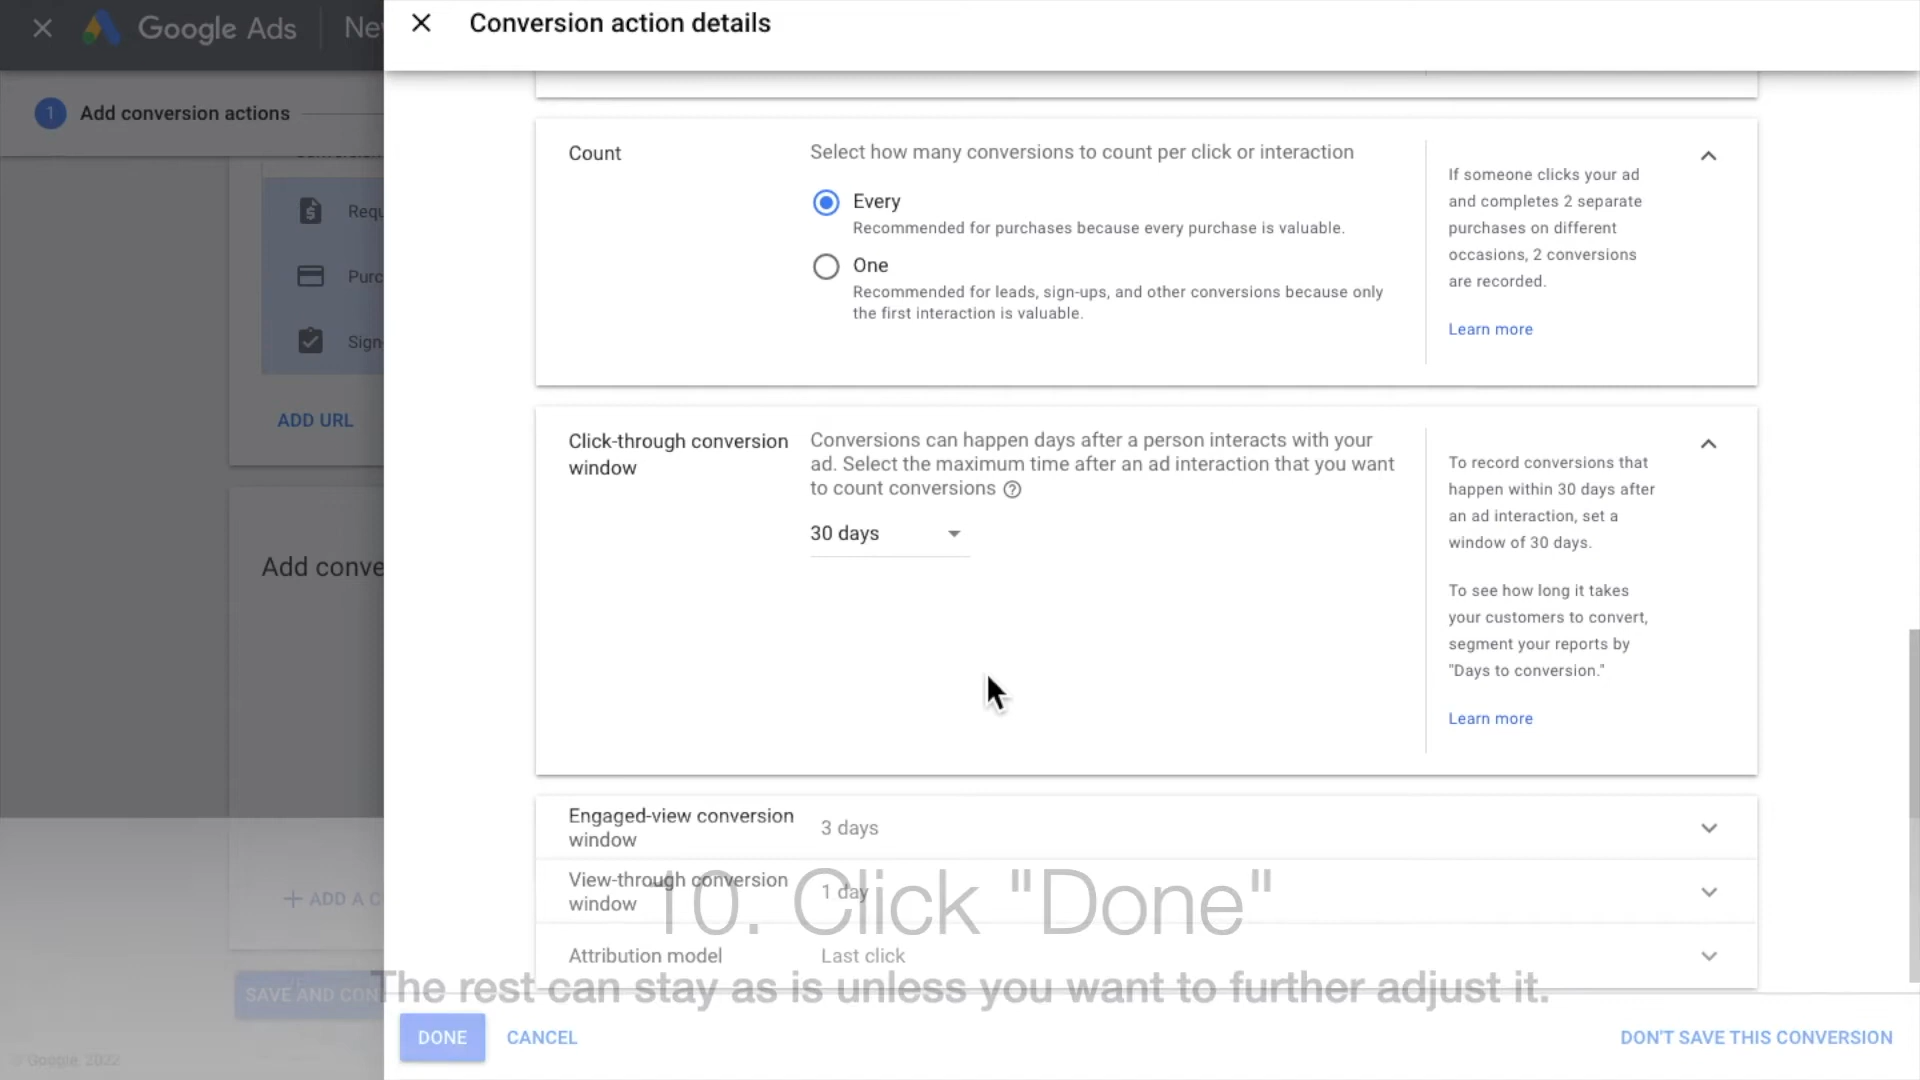 Google Ads
Conversion action details
1 Add conversion actions
Count
Select how many conversions to count per click or interaction
Every
Recommended for purchases because every purchase is valuable.
One
Recommended for leads, sign-ups, and other conversions because only
the first interaction is valuable.
If someone clicks your ad
and completes 2 separate
purchases on different
occasions, 2 conversions
are recorded.
Learn more
ADD URL
Click-through conversion
window
Conversions can happen days after a person interacts with your
ad. Select the maximum time after an ad interaction that you want
to count conversions
30 days
To record conversions that
happen within 30 days after
an ad interaction, set a
window of 30 days.
To see how long it takes
your customers to convert,
segment your reports by
"Days to conversion."
Learn more
Engaged-view conversion
window
3 days
View-through conversion
window
1 day
10. Click "Done"
Attribution model
Last click
The rest can stay as is unless you want to further adjust it.
SAVE AND CON
DONE
CANCEL
DON'T SAVE THIS CONVERSION
© Google, 2022